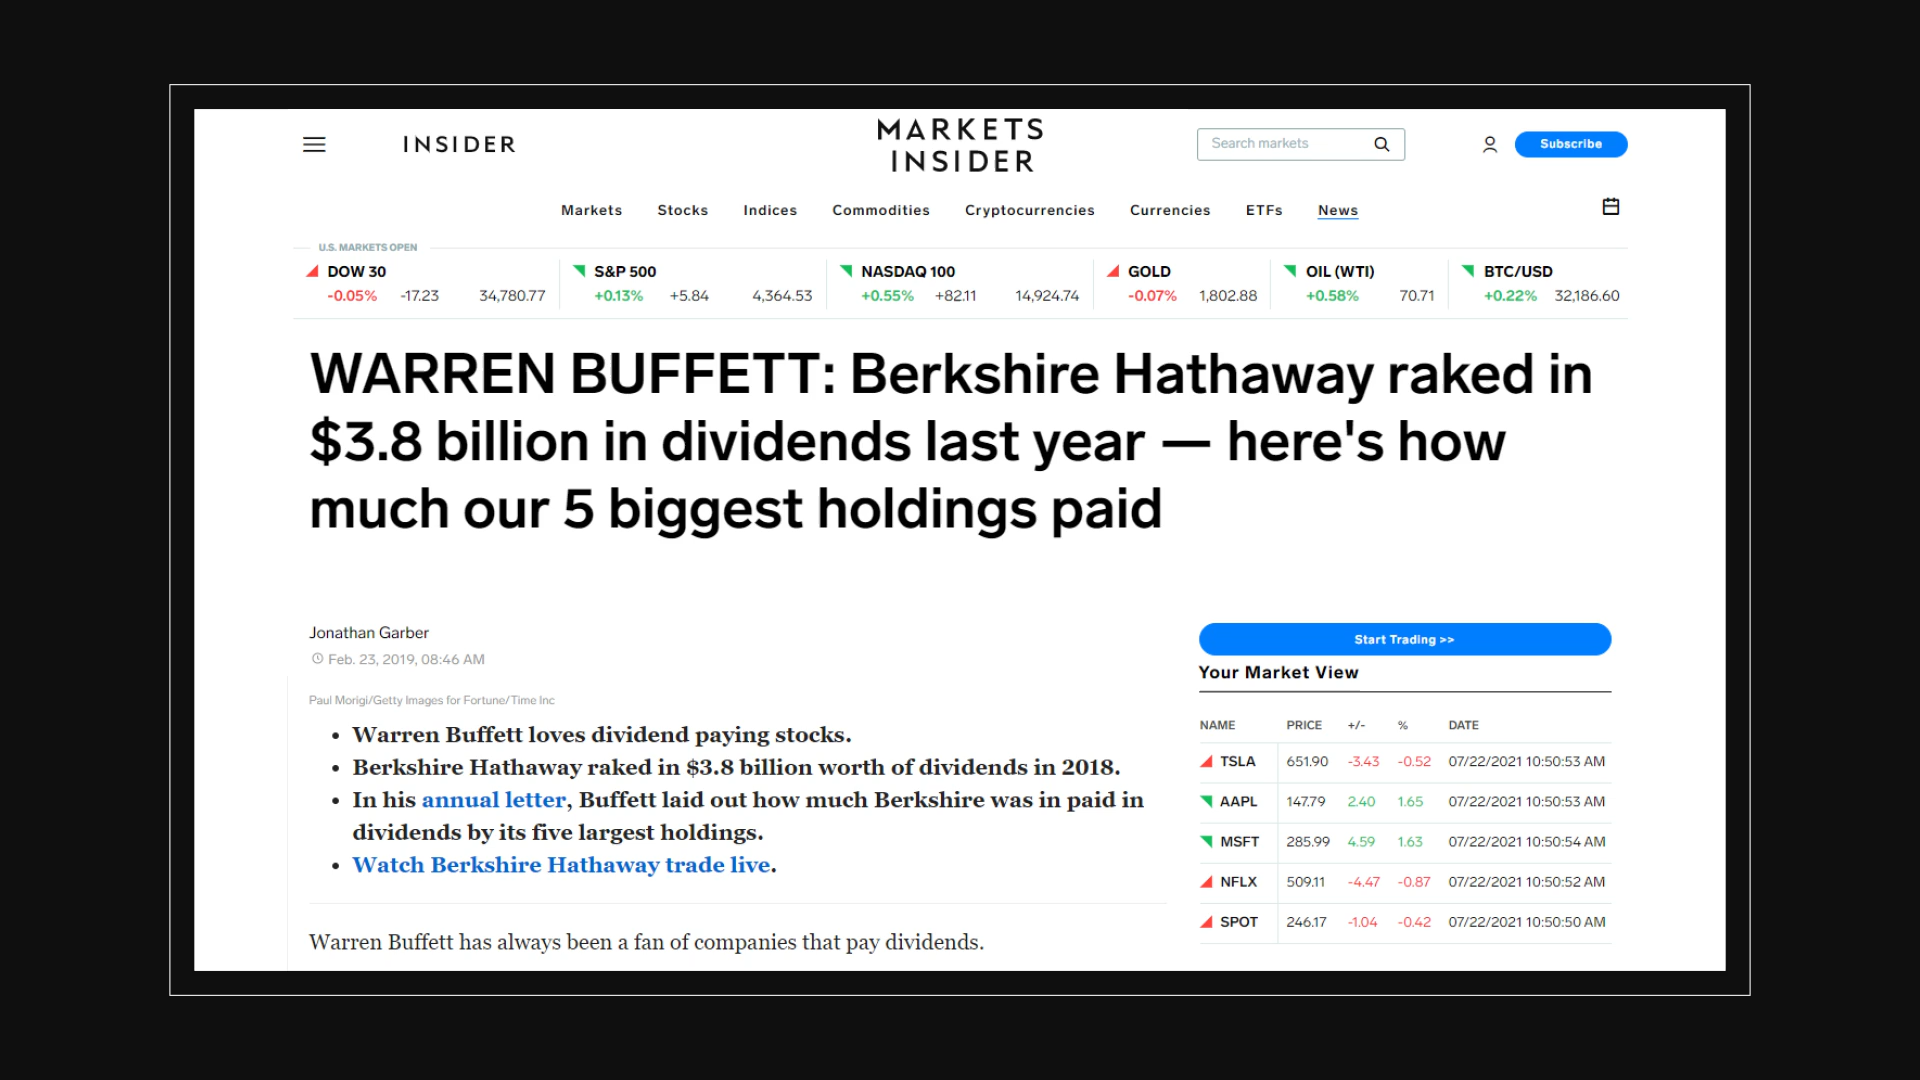 INSIDER
MARKETS
INSIDER
Search markets
Subscribe
Markets Stocks Indices Commodities Cryptocurrencies Currencies ETFs News
U.S. MARKETS OPEN
DOW 30
-0.05% -17.23 34,780.77
S&P 500
+0.13% +5.84 4,364.53
NASDAQ 100
+0.55% +82.11 14,924.74
GOLD
-0.07% 1,802.88
OIL (WTI)
+0.58% 70.71
BTC/USD
+0.22% 32,186.60
WARREN BUFFETT: Berkshire Hathaway raked in
$3.8 billion in dividends last year — here's how
much our 5 biggest holdings paid
Jonathan Garber
Feb. 23, 2019, 08:46 AM
Paul Morigi/Getty Images for Fortune/Time Inc
• Warren Buffett loves dividend paying stocks.
• Berkshire Hathaway raked in $3.8 billion worth of dividends in 2018.
• In his annual letter, Buffett laid out how much Berkshire was in paid in
dividends by its five largest holdings.
• Watch Berkshire Hathaway trade live.
Warren Buffett has always been a fan of companies that pay dividends.
Start Trading >>
Your Market View
NAME PRICE +/- % DATE
TSLA 651.90 -3.43 -0.52 07/22/2021 10:50:53 AM
AAPL 147.79 2.40 1.65 07/22/2021 10:50:53 AM
MSFT 285.99 4.59 1.63 07/22/2021 10:50:54 AM
NFLX 509.11 -4.47 -0.87 07/22/2021 10:50:52 AM
SPOT 246.17 -1.04 -0.42 07/22/2021 10:50:50 AM